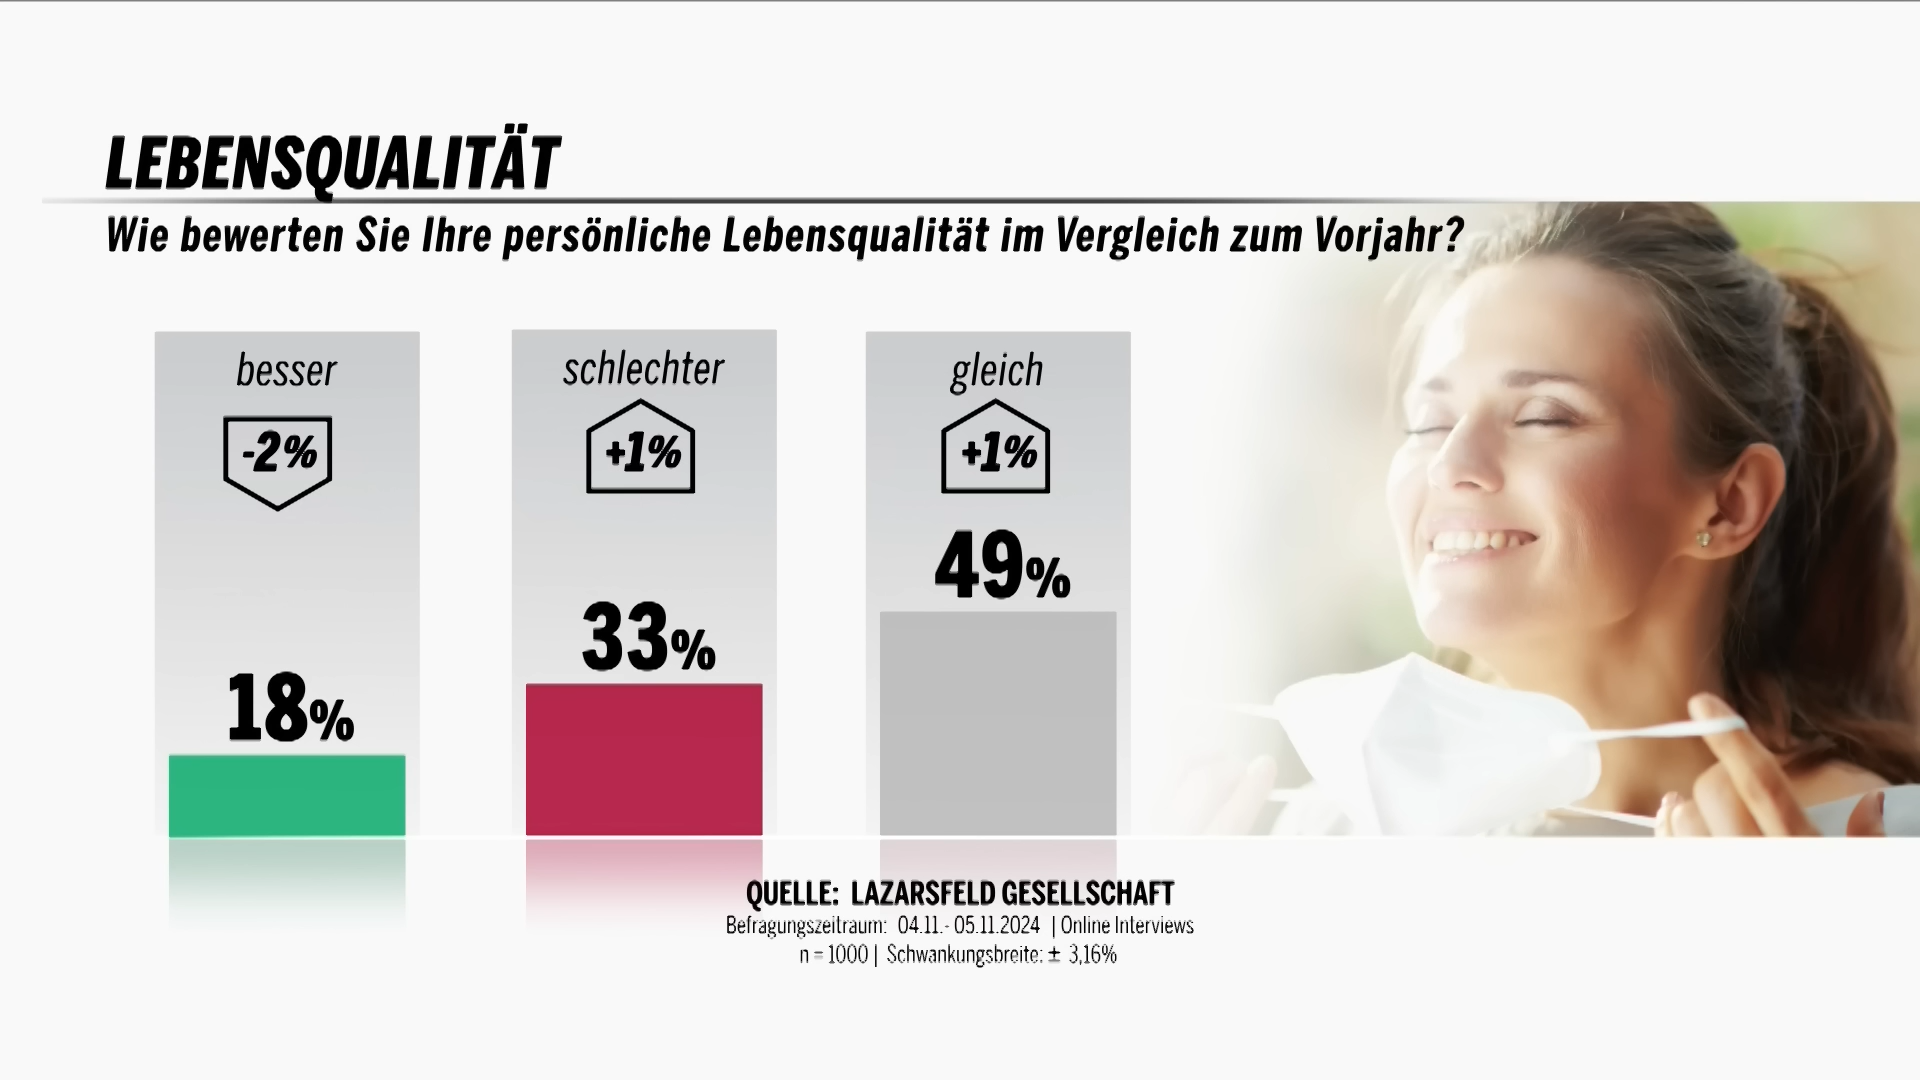 LEBENSQUALITÄT
Wie bewerten Sie Ihre persönliche Lebensqualität im Vergleich zum Vorjahr?
besser
-2%
18%
schlechter
+1%
33%
gleich
+1%
49%
QUELLE: LAZARSFELD GESELLSCHAFT
Befragungszeitraum: 04.11.- 05.11.2024 | Online Interviews
n = 1000 | Schwankungsbreite: ± 3,16%